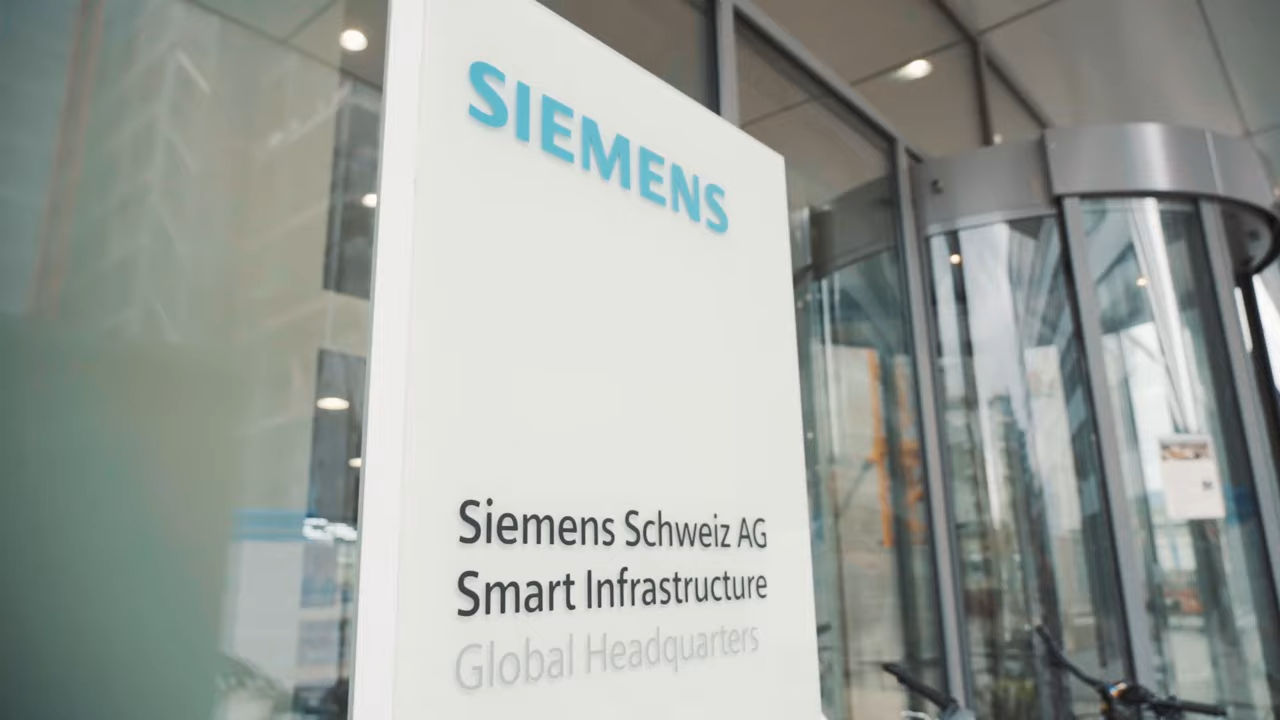 SIEMENS
Siemens Schweiz AG
Smart Infrastructure
Global Headquarters